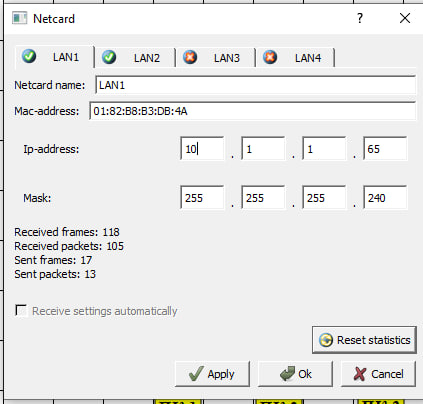 Netcard ? ×
LAN1 LAN2 LAN3 LAN4
Netcard name: LAN1
Mac-address: 01:82:B8:B3:DB:4A
Ip-address: 10 . 1 . 1 . 65
Mask: 255 . 255 . 255 . 240
Received frames: 118
Received packets: 105
Sent frames: 17
Sent packets: 13
Receive settings automatically
Reset statistics
Apply Ok Cancel